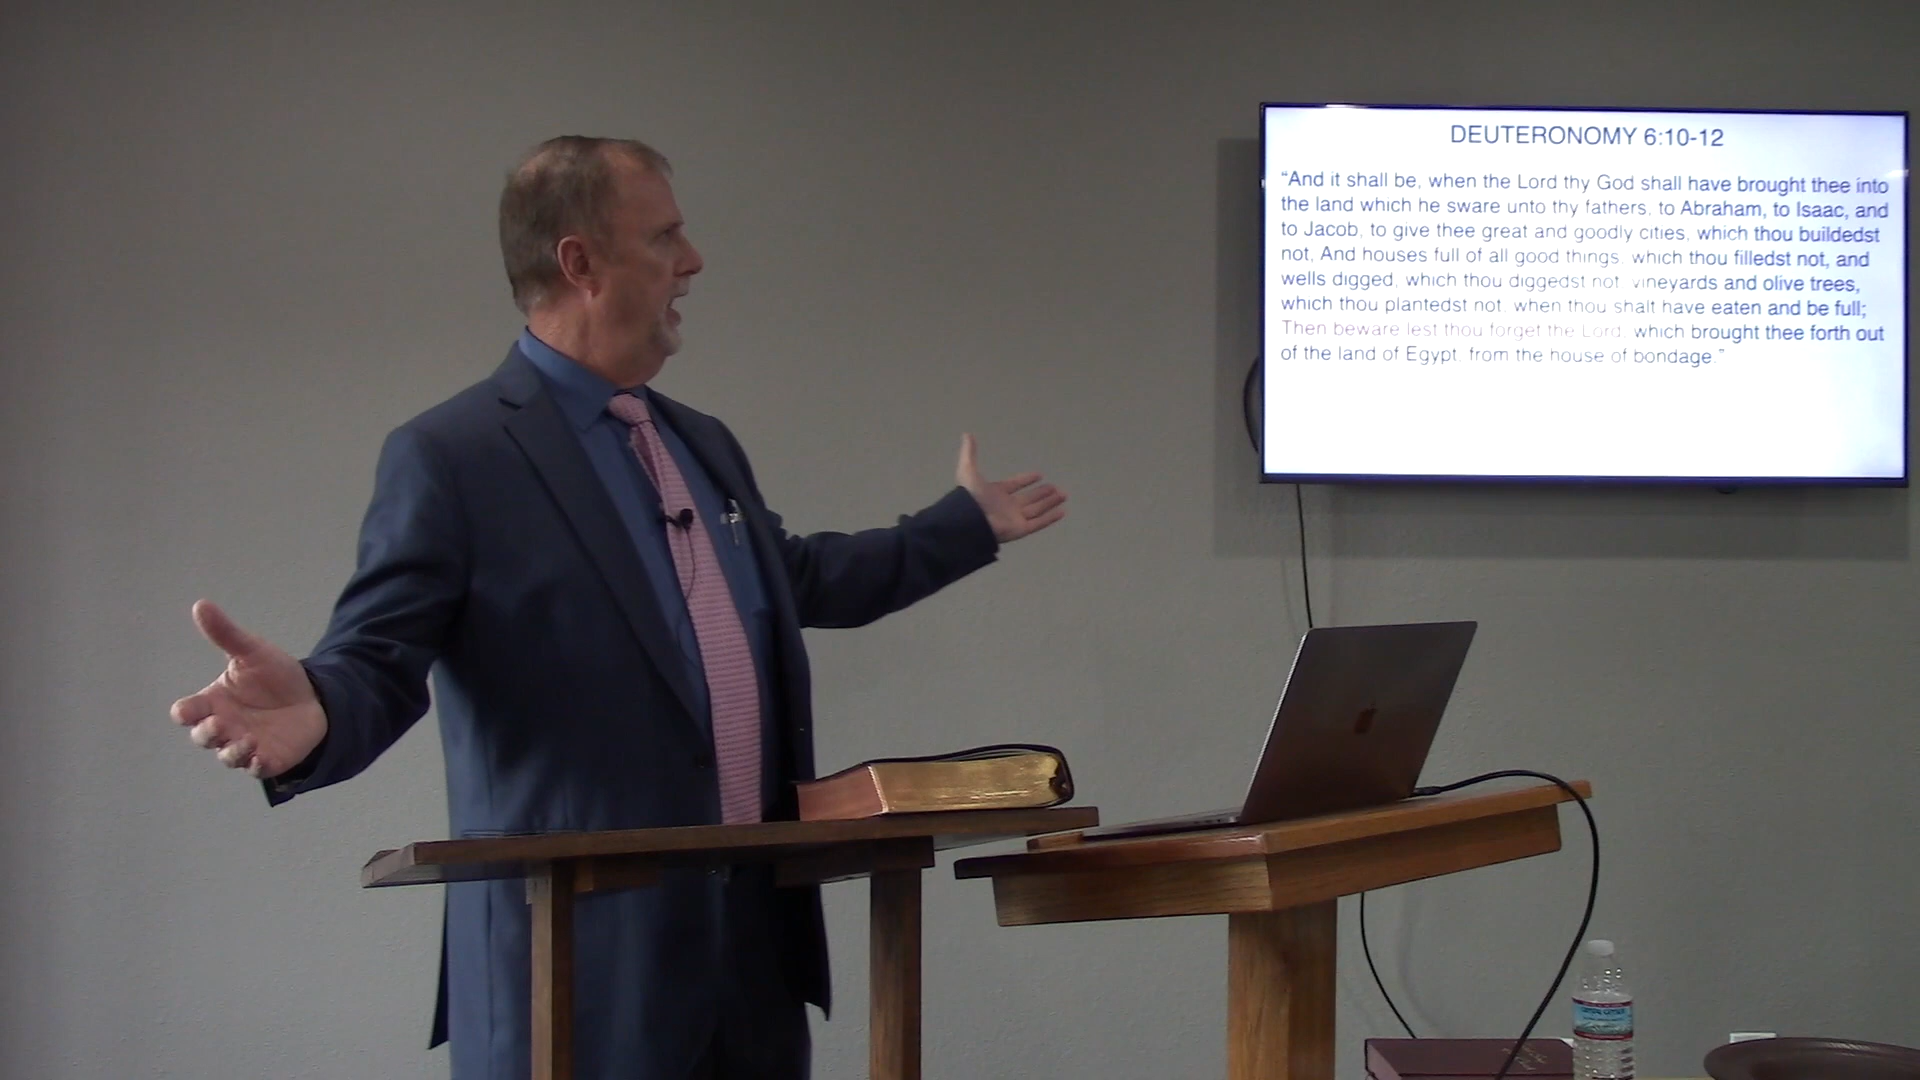 DEUTERONOMY 6:10-12
“And it shall be, when the Lord thy God shall have brought thee into
the land which he sware unto thy fathers, to Abraham, to Isaac, and
to Jacob, to give thee great and goodly cities, which thou buildedst
not, And houses full of all good things, which thou filledst not, and
wells digged, which thou diggedst not, vineyards and olive trees,
which thou plantedst not, when thou shalt have eaten and be full;
Then beware lest thou forget the Lord, which brought thee forth out
of the land of Egypt, from the house of bondage.”